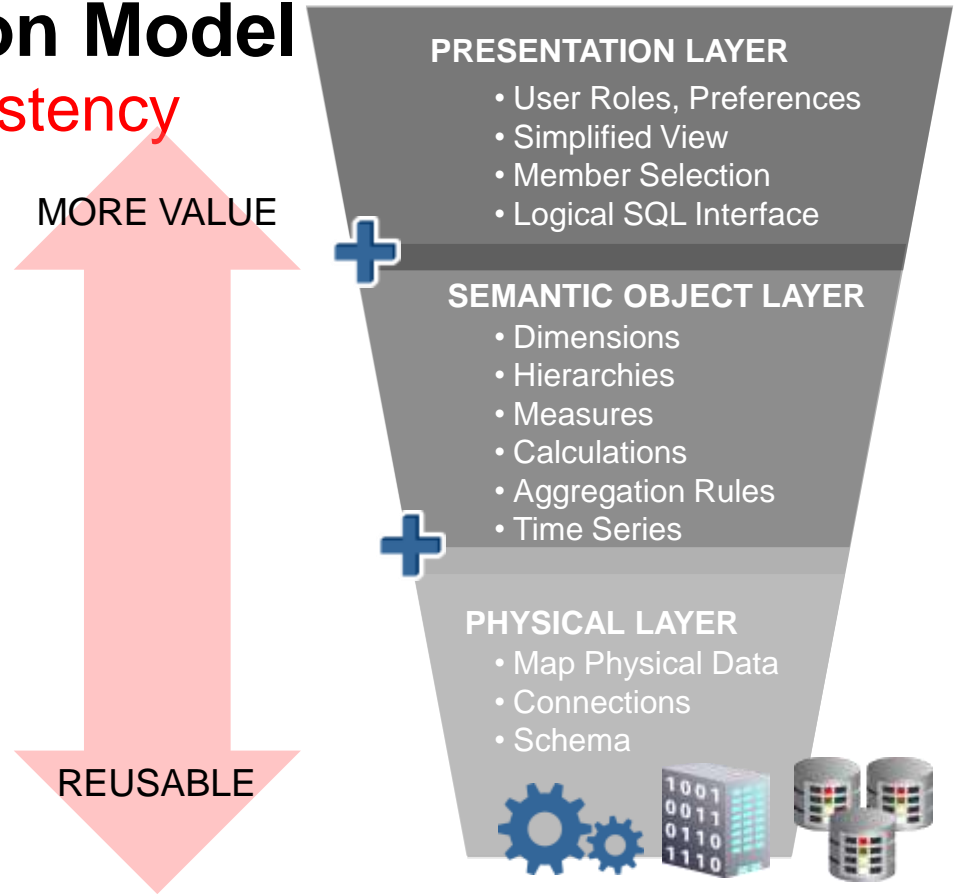 on Model
stency
MORE VALUE
REUSABLE
PRESENTATION LAYER
• User Roles, Preferences
• Simplified View
• Member Selection
• Logical SQL Interface
SEMANTIC OBJECT LAYER
• Dimensions
• Hierarchies
• Measures
• Calculations
• Aggregation Rules
• Time Series
PHYSICAL LAYER
• Map Physical Data
• Connections
• Schema
1001
0011
0110
1110